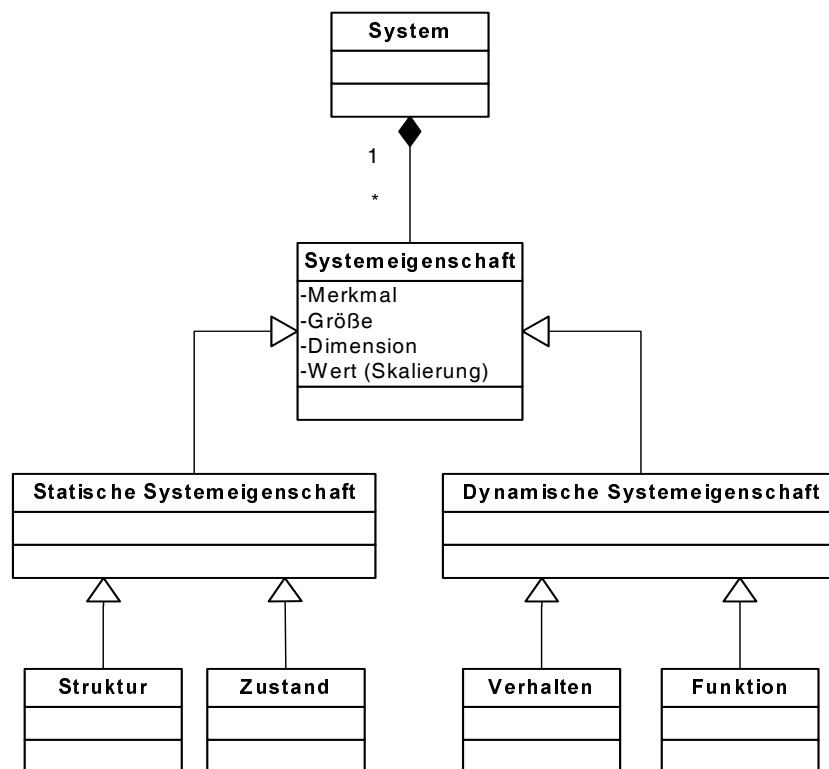 System
1
*
Systemeigenschaft
-Merkmal
-Größe
-Dimension
-Wert (Skalierung)
Statische Systemeigenschaft
Dynamische Systemeigenschaft
Struktur
Zustand
Verhalten
Funktion